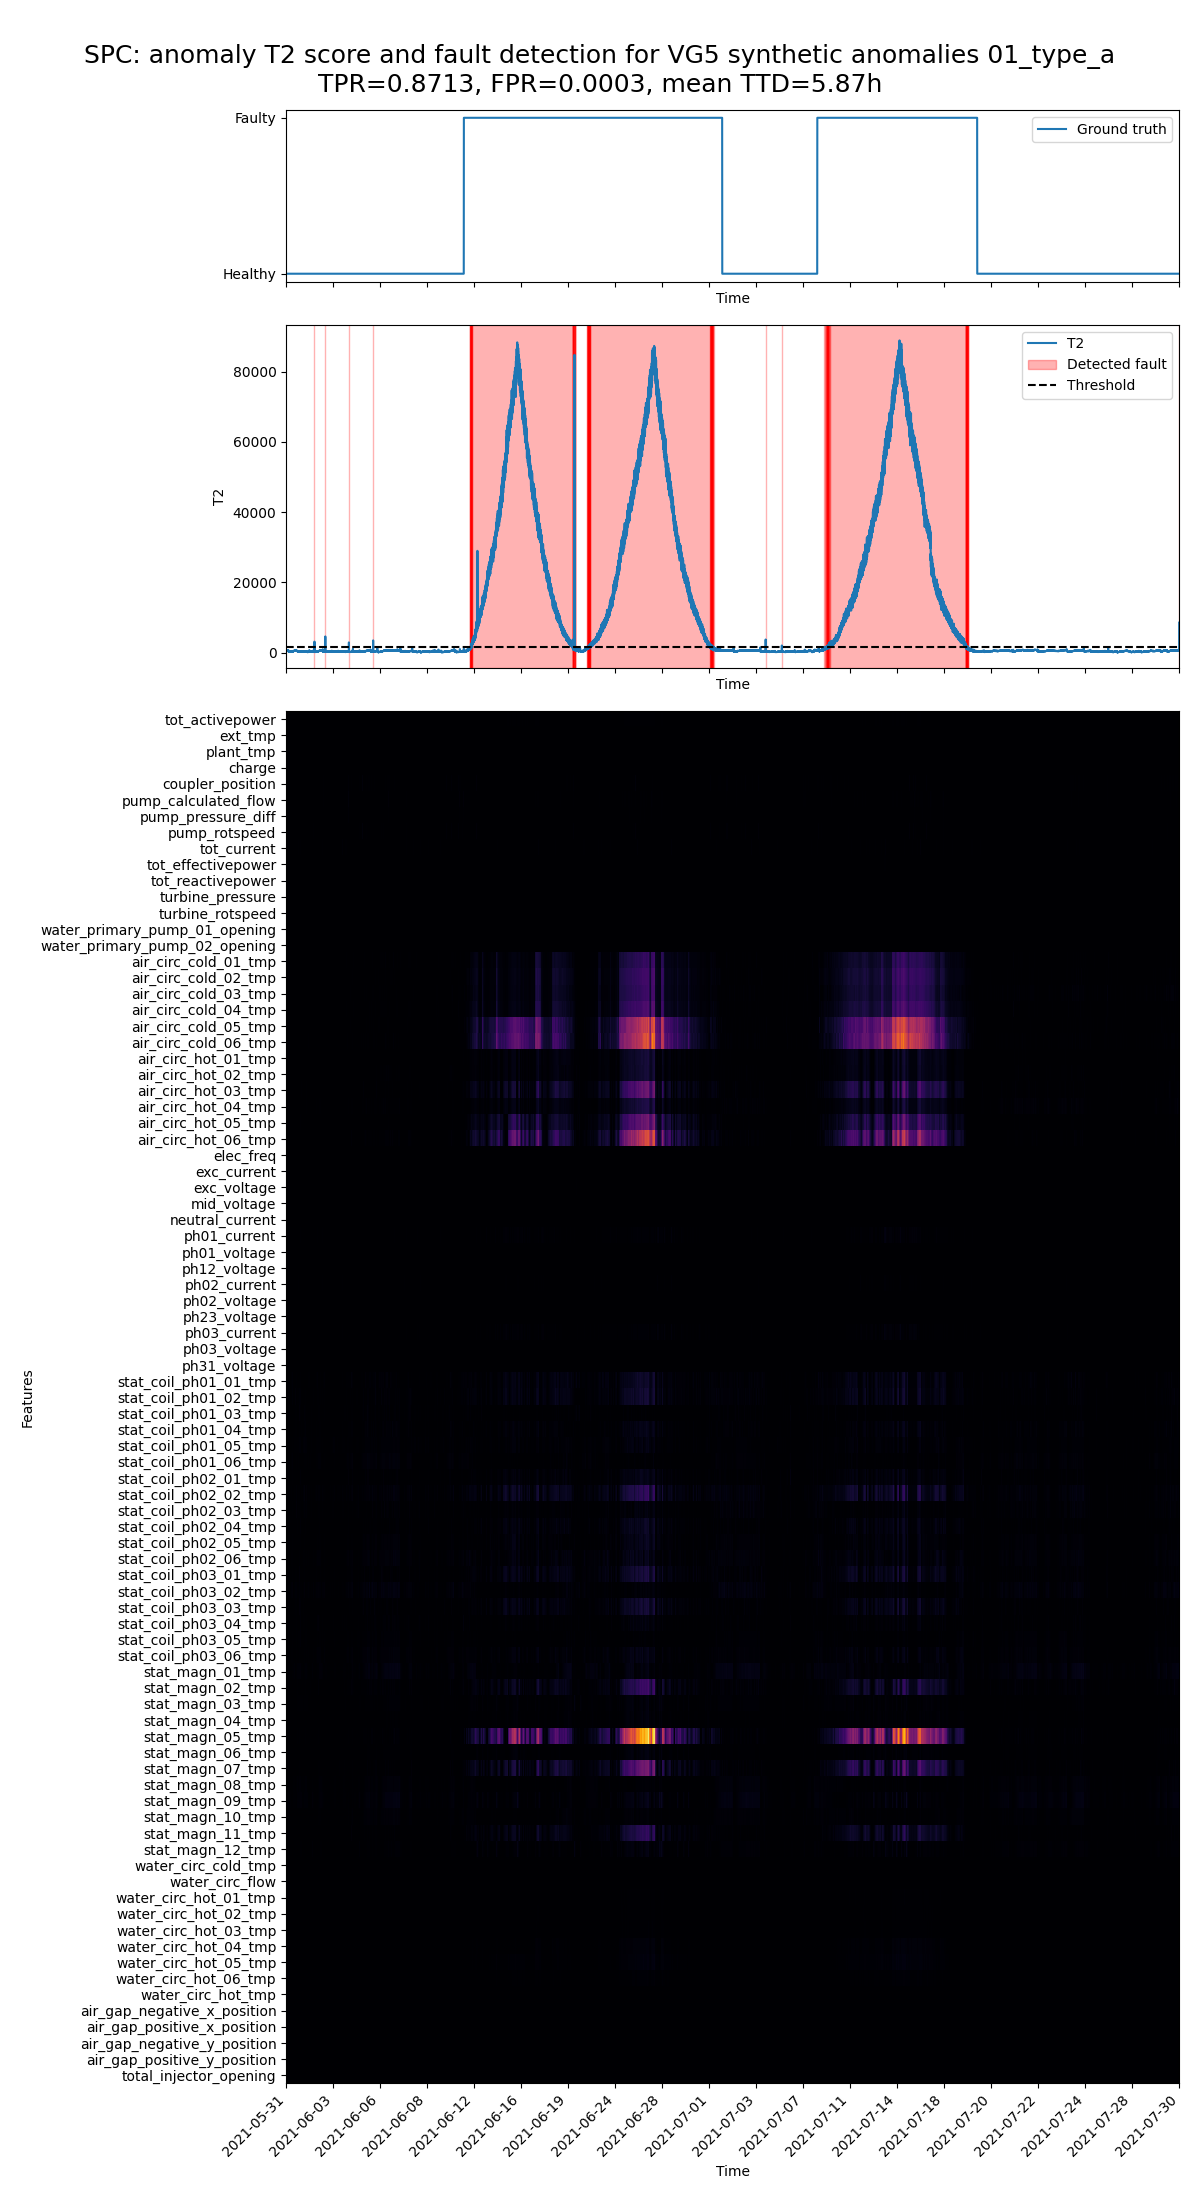 SPC: anomaly T2 score and fault detection for VG5 synthetic anomalies 01_type_a
TPR=0.8713, FPR=0.0003, mean TTD=5.87h
Faulty
Healthy
Ground truth
Time
T2
80000
60000
40000
20000
0
T2
Detected fault
Threshold
Time
Features
tot_activepower
ext_tmp
plant_tmp
charge
coupler_position
pump_calculated_flow
pump_pressure_diff
pump_rotspeed
tot_current
tot_effectivepower
tot_reactivepower
turbine_pressure
turbine_rotspeed
water_primary_pump_01_opening
water_primary_pump_02_opening
air_circ_cold_01_tmp
air_circ_cold_02_tmp
air_circ_cold_03_tmp
air_circ_cold_04_tmp
air_circ_cold_05_tmp
air_circ_cold_06_tmp
air_circ_hot_01_tmp
air_circ_hot_02_tmp
air_circ_hot_03_tmp
air_circ_hot_04_tmp
air_circ_hot_05_tmp
air_circ_hot_06_tmp
elec_freq
exc_current
exc_voltage
mid_voltage
neutral_current
ph01_current
ph01_voltage
ph12_voltage
ph02_current
ph02_voltage
ph23_voltage
ph03_current
ph03_voltage
ph31_voltage
stat_coil_ph01_01_tmp
stat_coil_ph01_02_tmp
stat_coil_ph01_03_tmp
stat_coil_ph01_04_tmp
stat_coil_ph01_05_tmp
stat_coil_ph01_06_tmp
stat_coil_ph02_01_tmp
stat_coil_ph02_02_tmp
stat_coil_ph02_03_tmp
stat_coil_ph02_04_tmp
stat_coil_ph02_05_tmp
stat_coil_ph02_06_tmp
stat_coil_ph03_01_tmp
stat_coil_ph03_02_tmp
stat_coil_ph03_03_tmp
stat_coil_ph03_04_tmp
stat_coil_ph03_05_tmp
stat_coil_ph03_06_tmp
stat_magn_01_tmp
stat_magn_02_tmp
stat_magn_03_tmp
stat_magn_04_tmp
stat_magn_05_tmp
stat_magn_06_tmp
stat_magn_07_tmp
stat_magn_08_tmp
stat_magn_09_tmp
stat_magn_10_tmp
stat_magn_11_tmp
stat_magn_12_tmp
water_circ_cold_tmp
water_circ_flow
water_circ_hot_01_tmp
water_circ_hot_02_tmp
water_circ_hot_03_tmp
water_circ_hot_04_tmp
water_circ_hot_05_tmp
water_circ_hot_06_tmp
water_circ_hot_tmp
air_gap_negative_x_position
air_gap_positive_x_position
air_gap_negative_y_position
air_gap_positive_y_position
total_injector_opening
2021-05-31
2021-06-03
2021-06-06
2021-06-08
2021-06-12
2021-06-16
2021-06-19
2021-06-24
2021-06-28
2021-07-01
2021-07-03
2021-07-07
2021-07-11
2021-07-14
2021-07-18
2021-07-20
2021-07-22
2021-07-24
2021-07-28
2021-07-30
Time